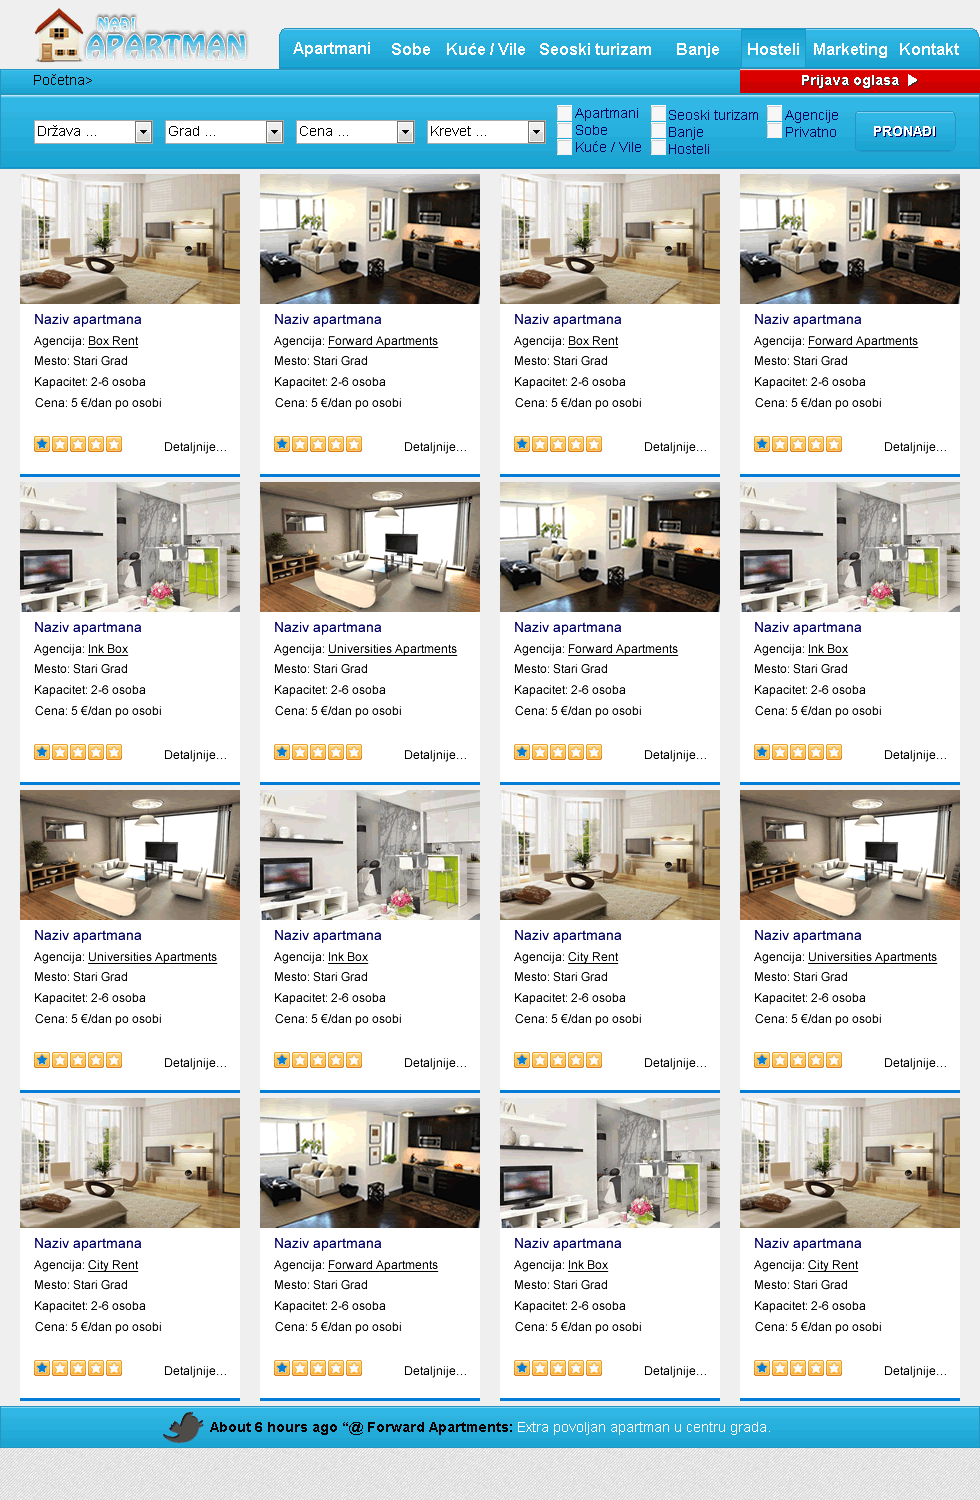 NAĐI
APARTMAN
Apartmani Sobe Kuće / Vile Seoski turizam Banje Hosteli Marketing Kontakt
Početna>
Prijava oglasa
Država ... Grad ... Cena ... Krevet ...
Apartmani
Sobe
Kuće / Vile
Seoski turizam
Banje
Hosteli
Agencije
Privatno
PRONAĐI
Naziv apartmana
Agencija: Box Rent
Mesto: Stari Grad
Kapacitet: 2-6 osoba
Cena: 5 €/dan po osobi
Detaljnije...
Naziv apartmana
Agencija: Forward Apartments
Mesto: Stari Grad
Kapacitet: 2-6 osoba
Cena: 5 €/dan po osobi
Detaljnije...
Naziv apartmana
Agencija: Box Rent
Mesto: Stari Grad
Kapacitet: 2-6 osoba
Cena: 5 €/dan po osobi
Detaljnije...
Naziv apartmana
Agencija: Forward Apartments
Mesto: Stari Grad
Kapacitet: 2-6 osoba
Cena: 5 €/dan po osobi
Detaljnije...
Naziv apartmana
Agencija: Ink Box
Mesto: Stari Grad
Kapacitet: 2-6 osoba
Cena: 5 €/dan po osobi
Detaljnije...
Naziv apartmana
Agencija: Universities Apartments
Mesto: Stari Grad
Kapacitet: 2-6 osoba
Cena: 5 €/dan po osobi
Detaljnije...
Naziv apartmana
Agencija: Forward Apartments
Mesto: Stari Grad
Kapacitet: 2-6 osoba
Cena: 5 €/dan po osobi
Detaljnije...
Naziv apartmana
Agencija: Ink Box
Mesto: Stari Grad
Kapacitet: 2-6 osoba
Cena: 5 €/dan po osobi
Detaljnije...
Naziv apartmana
Agencija: Universities Apartments
Mesto: Stari Grad
Kapacitet: 2-6 osoba
Cena: 5 €/dan po osobi
Detaljnije...
Naziv apartmana
Agencija: Ink Box
Mesto: Stari Grad
Kapacitet: 2-6 osoba
Cena: 5 €/dan po osobi
Detaljnije...
Naziv apartmana
Agencija: City Rent
Mesto: Stari Grad
Kapacitet: 2-6 osoba
Cena: 5 €/dan po osobi
Detaljnije...
Naziv apartmana
Agencija: Universities Apartments
Mesto: Stari Grad
Kapacitet: 2-6 osoba
Cena: 5 €/dan po osobi
Detaljnije...
Naziv apartmana
Agencija: City Rent
Mesto: Stari Grad
Kapacitet: 2-6 osoba
Cena: 5 €/dan po osobi
Detaljnije...
Naziv apartmana
Agencija: Forward Apartments
Mesto: Stari Grad
Kapacitet: 2-6 osoba
Cena: 5 €/dan po osobi
Detaljnije...
Naziv apartmana
Agencija: Ink Box
Mesto: Stari Grad
Kapacitet: 2-6 osoba
Cena: 5 €/dan po osobi
Detaljnije...
Naziv apartmana
Agencija: City Rent
Mesto: Stari Grad
Kapacitet: 2-6 osoba
Cena: 5 €/dan po osobi
Detaljnije...
About 6 hours ago “@ Forward Apartments: Extra povoljan apartman u centru grada.